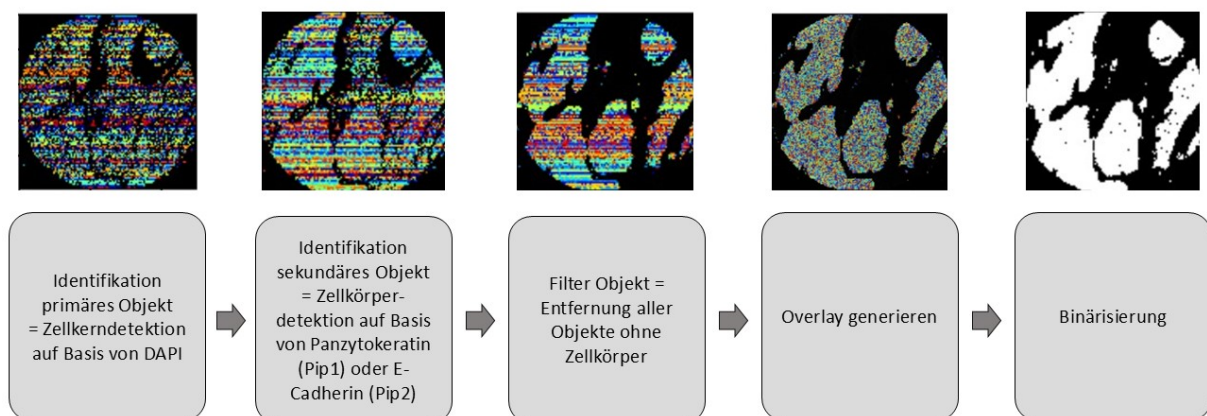 Identifikation
primäres Objekt
= Zellkerndetektion
auf Basis von DAPI
Identifikation
sekundäres Objekt
= Zellkörper-
detektion auf Basis
von Panzytokeratin
(Pip1) oder E-
Cadherin (Pip2)
Filter Objekt =
Entfernung aller
Objekte ohne
Zellkörper
Overlay generieren
Binärisierung